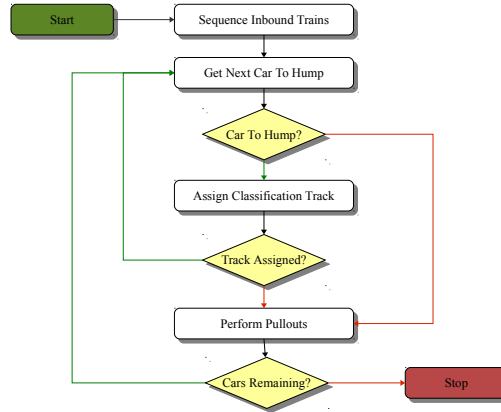 Start
Sequence Inbound Trains
Get Next Car To Hump
Car To Hump?
Assign Classification Track
Track Assigned?
Perform Pullouts
Cars Remaining?
Stop